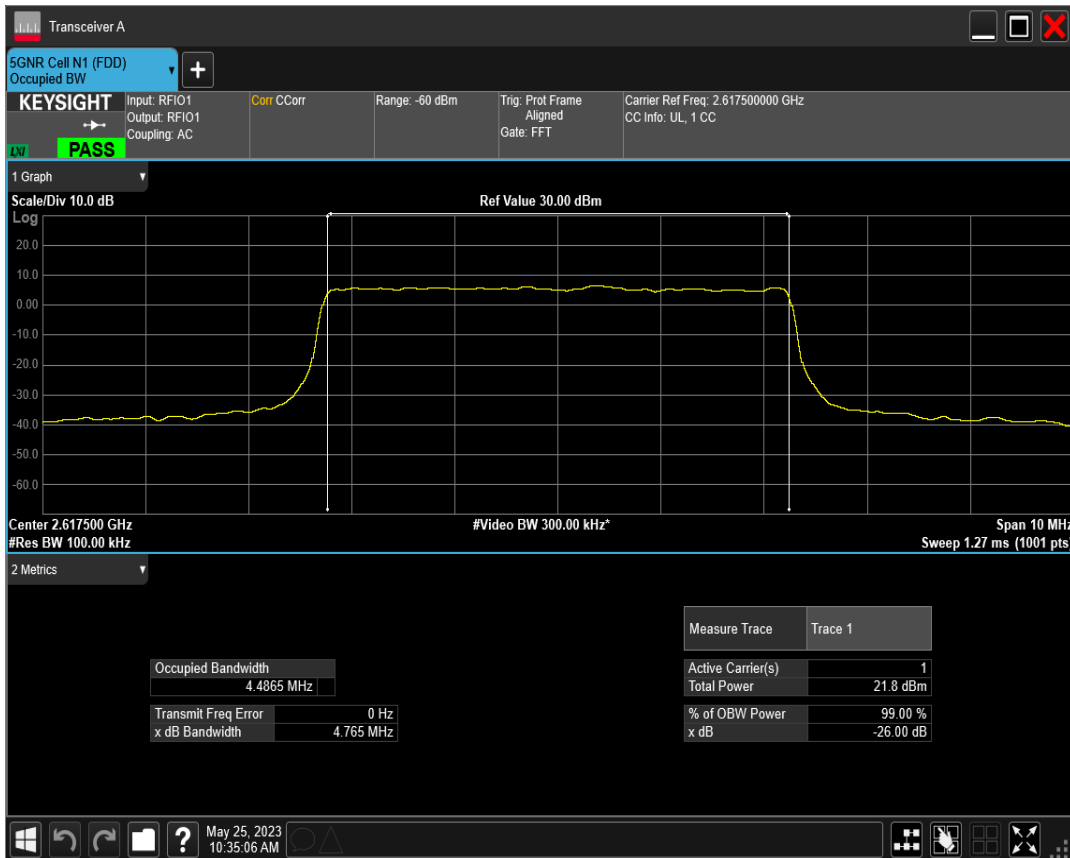 Transceiver A
5GNR Cell N1 (FDD)
Occupied BW
+
KEYSIGHT
LXI
PASS
Input: RFIO1
Output: RFIO1
Coupling: AC
Corr CCorr
Range: -60 dBm
Trig: Prot Frame
Aligned
Gate: FFT
Carrier Ref Freq: 2.617500000 GHz
CC Info: UL, 1 CC
1 Graph
Scale/Div 10.0 dB
Ref Value 30.00 dBm
Log
20.0
10.0
0.00
-10.0
-20.0
-30.0
-40.0
-50.0
-60.0
Center 2.617500 GHz
#Video BW 300.00 kHz*
Span 10 MHz
#Res BW 100.00 kHz
Sweep 1.27 ms (1001 pts)
2 Metrics
Measure Trace Trace 1
Occupied Bandwidth
4.4865 MHz
Active Carrier(s) 1
Total Power 21.8 dBm
Transmit Freq Error 0 Hz
x dB Bandwidth 4.765 MHz
% of OBW Power 99.00 %
x dB -26.00 dB
?
May 25, 2023
10:35:06 AM